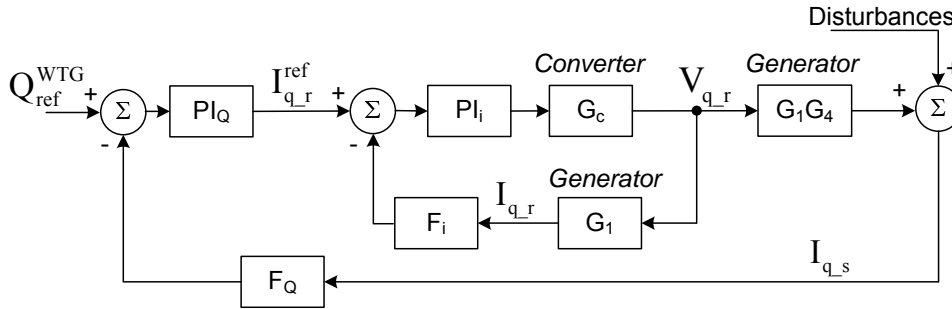 Disturbances
Q_ref^WTG
+
Σ
-
PI_Q
I_q_r^ref
+
Σ
-
PI_i
Converter
G_c
V_q_r
Generator
G_1G_4
+
+
Σ
F_i
I_q_r
Generator
G_1
F_Q
I_q_s